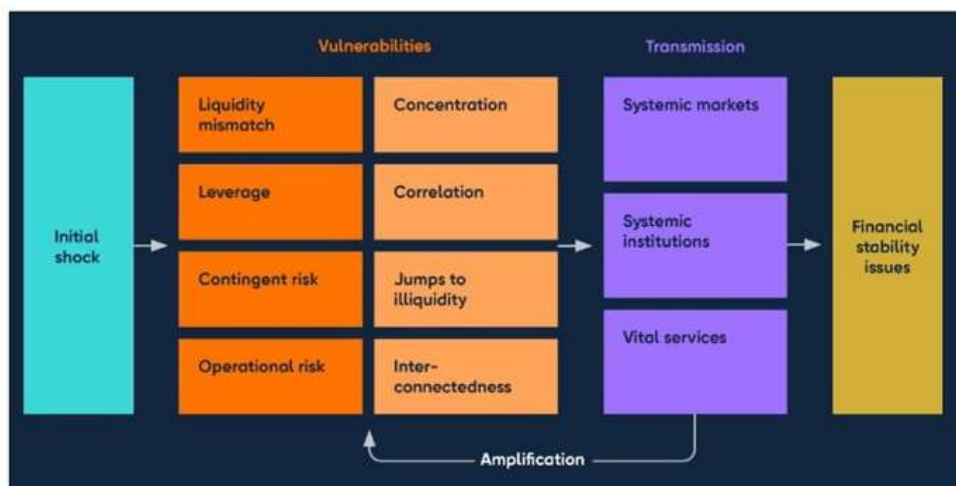 Vulnerabilities
Transmission
Initial
shock
Liquidity
mismatch
Concentration
Leverage
Correlation
Contingent risk
Jumps to
illiquidity
Operational risk
Inter-
connectedness
Systemic markets
Systemic
institutions
Vital services
Financial
stability
issues
Amplification